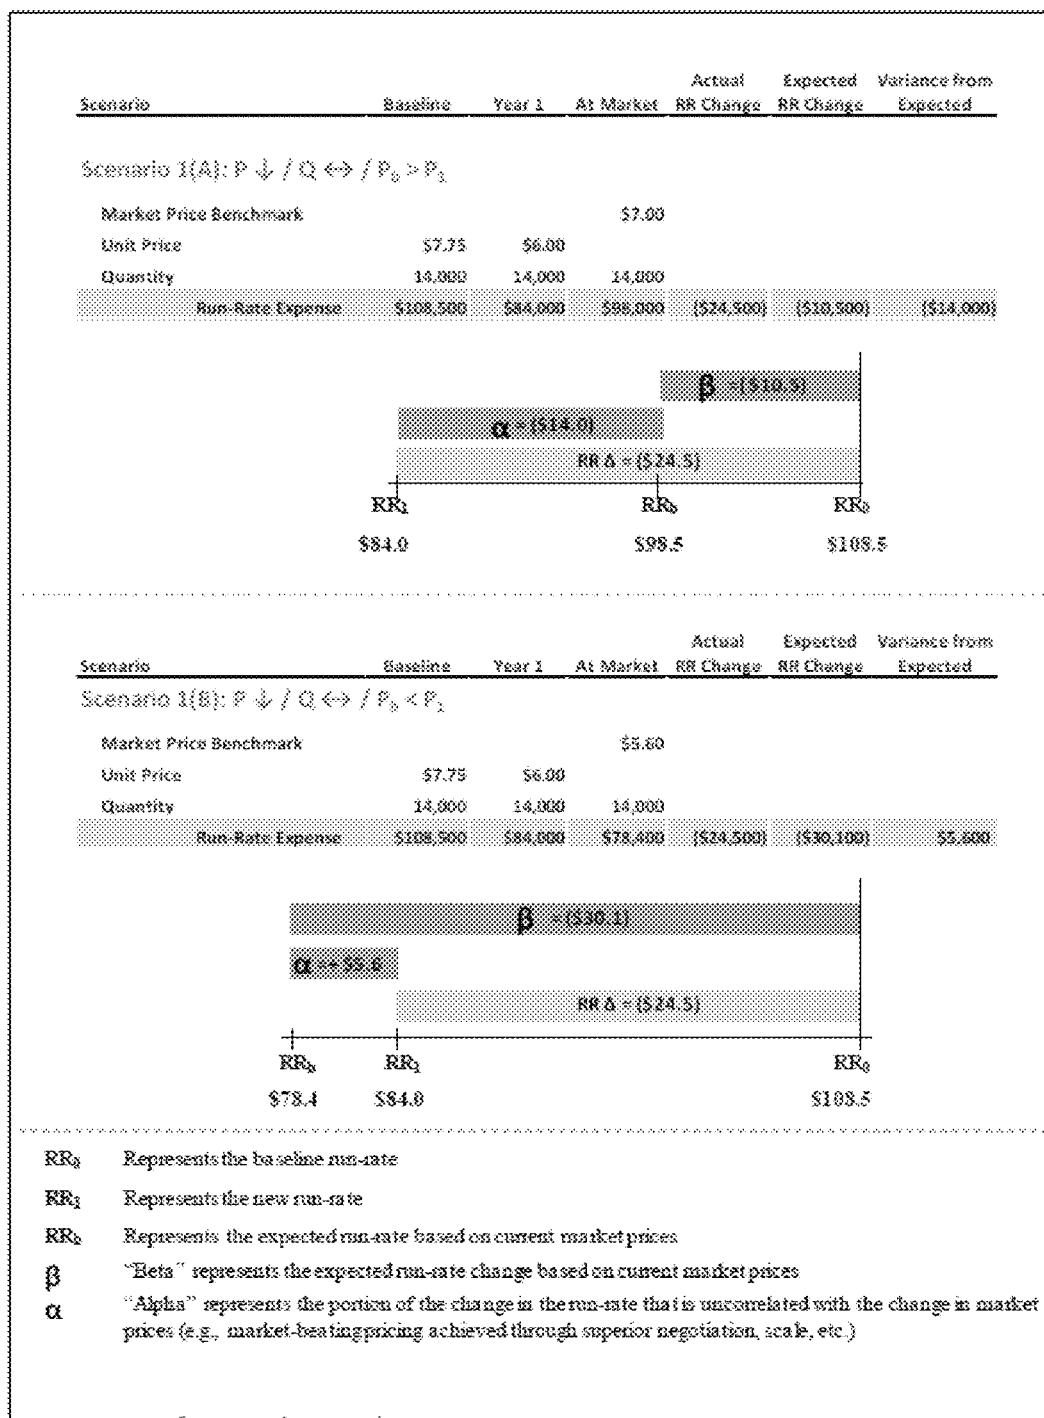 Actual Expected Variance from
Scenario Baseline Year 1 At Market RR Change RR Change Expected
Scenario 1(A): P ↓ / Q ↔ / P_b > P_1
Market Price Benchmark $7.00
Unit Price $7.75 $6.00
Quantity 14,000 14,000 14,000
Run-Rate Expense $108,500 $84,000 $98,000 ($24,500) ($10,500) ($14,000)
β =($10.5)
α = ($14.0)
RR Δ = ($24.5)
RR_1 RR_b RR_0
$84.0 $98.5 $108.5
Actual Expected Variance from
Scenario Baseline Year 1 At Market RR Change RR Change Expected
Scenario 1(B): P ↓ / Q ↔ / P_b < P_1
Market Price Benchmark $5.60
Unit Price $7.75 $6.00
Quantity 14,000 14,000 14,000
Run-Rate Expense $108,500 $84,000 $78,400 ($24,500) ($30,100) $5,600
β = ($30.1)
α = + $5.6
RR Δ = ($24.5)
RR_b RR_1 RR_0
$78.4 $84.0 $108.5
RR_0 Represents the baseline run-rate
RR_1 Represents the new run-rate
RR_b Represents the expected run-rate based on current market prices
β "Beta" represents the expected run-rate change based on current market prices
α "Alpha" represents the portion of the change in the run-rate that is uncorrelated with the change in market
prices (e.g., market-beating pricing achieved through superior negotiation, scale, etc.)